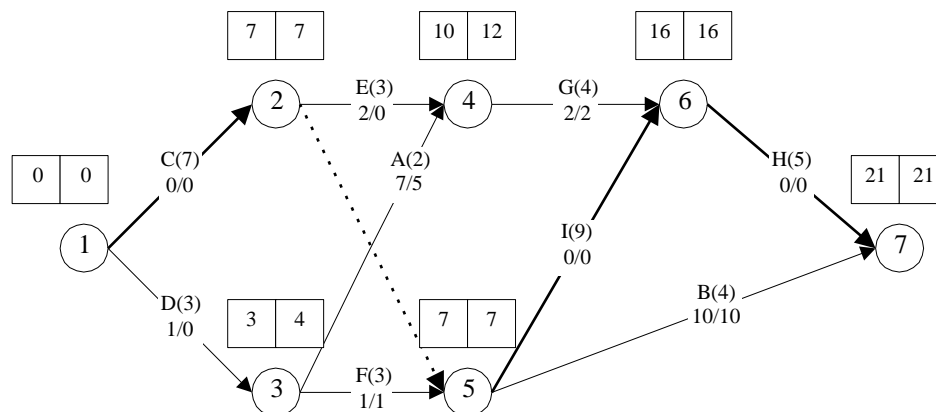 7 7
10 12
16 16
E(3)
2/0
G(4)
2/2
2
4
6
C(7)
0/0
A(2)
7/5
H(5)
0/0
0 0
21 21
1
I(9)
0/0
7
D(3)
1/0
B(4)
10/10
3 4
7 7
F(3)
1/1
3
5